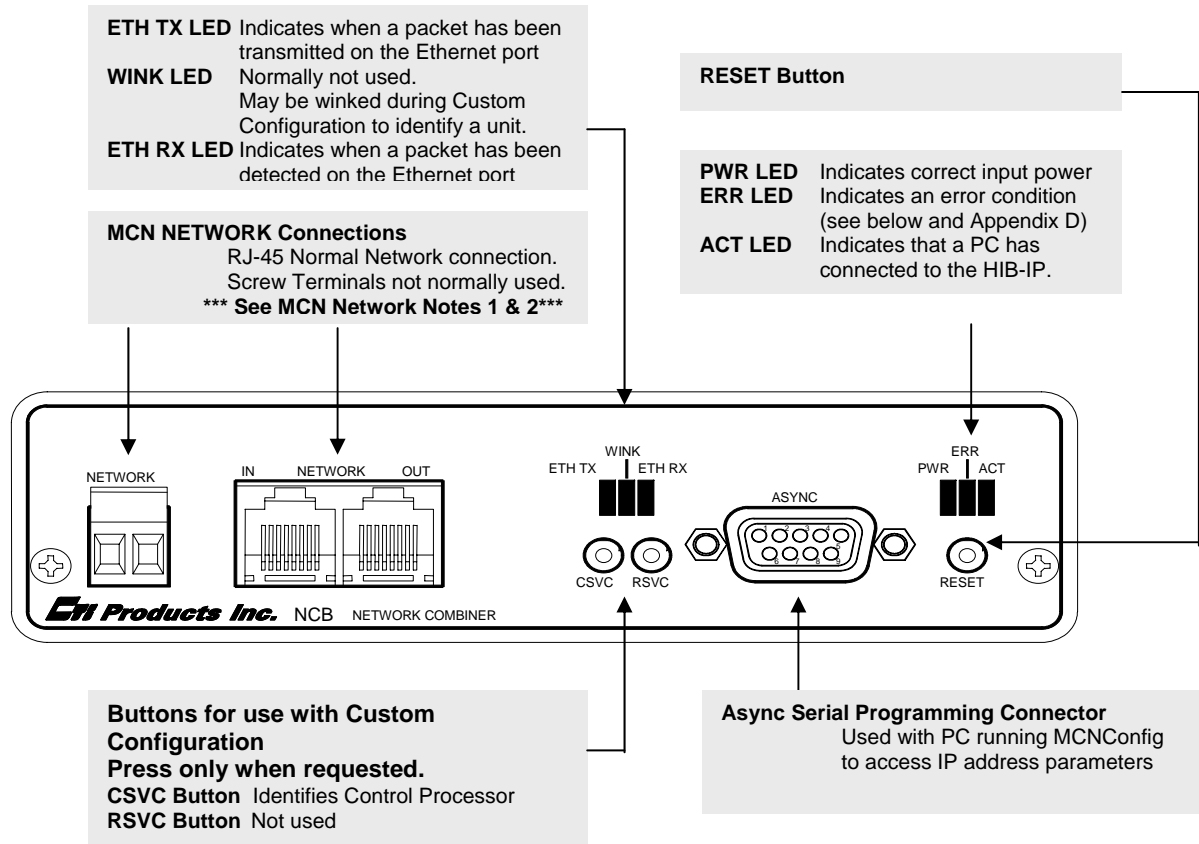 ETH TX LED Indicates when a packet has been
transmitted on the Ethernet port
WINK LED Normally not used.
May be winked during Custom
Configuration to identify a unit.
ETH RX LED Indicates when a packet has been
detected on the Ethernet port
RESET Button
PWR LED Indicates correct input power
ERR LED Indicates an error condition
(see below and Appendix D)
ACT LED Indicates that a PC has
connected to the HIB-IP.
MCN NETWORK Connections
RJ-45 Normal Network connection.
Screw Terminals not normally used.
*** See MCN Network Notes 1 & 2***
NETWORK
IN NETWORK OUT
WINK
ETH TX ETH RX
ASYNC
1 2 3 4 5
6 7 8 9
ERR
PWR ACT
CSVC RSVC
RESET
CTI Products Inc. NCB NETWORK COMBINER
Buttons for use with Custom
Configuration
Press only when requested.
CSVC Button Identifies Control Processor
RSVC Button Not used
Async Serial Programming Connector
Used with PC running MCNConfig
to access IP address parameters